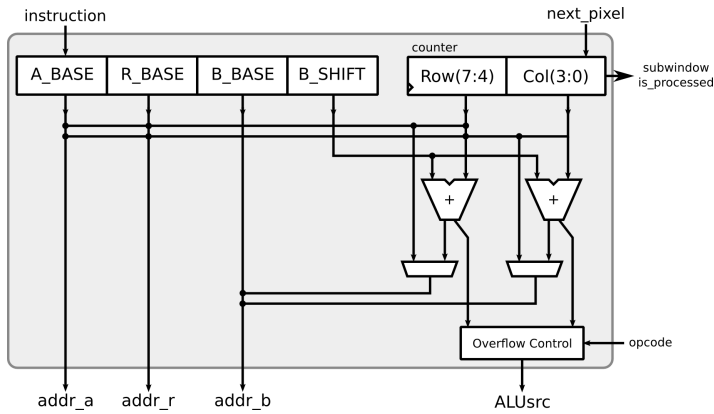 instruction
next_pixel
counter
A_BASE
R_BASE
B_BASE
B_SHIFT
Row(7:4)
Col(3:0)
subwindow
is_processed
+
+
Overflow Control
opcode
addr_a
addr_r
addr_b
ALUsrc